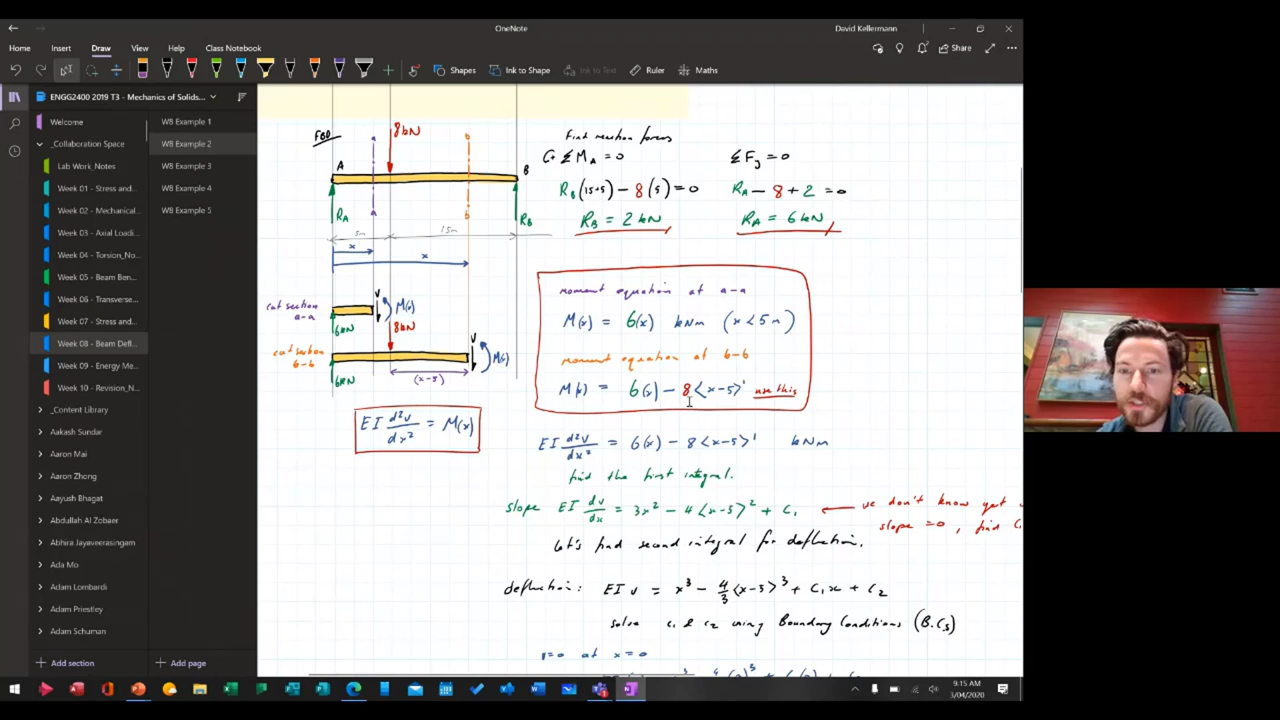 OneNote
David Kellermann
Home Insert Draw View Help Class Notebook
Share
Shapes Ink to Shape Ink to Text Ruler Maths
ENGG2400 2019 T3 - Mechanics of Solids...
Welcome
_Collaboration Space
Lab Work_Notes
Week 01 - Stress and...
Week 02 - Mechanical...
Week 03 - Axial Loadi...
Week 04 - Torsion_No...
Week 05 - Beam Ben...
Week 06 - Transverse...
Week 07 - Stress and...
Week 08 - Beam Defl...
Week 09 - Energy Me...
Week 10 - Revision_N...
_Content Library
Aakash Sundar
Aaron Mai
Aaron Zhong
Aayush Bhagat
Abdullah Al Zobaer
Abhira Jayaveerasingam
Ada Mo
Adam Lombardi
Adam Priestley
Adam Schuman
Add section
W8 Example 1
W8 Example 2
W8 Example 3
W8 Example 4
W8 Example 5
Add page
FBD
8kN
a
b
A
B
a
b
RA
RB
5m
15m
x
x
cut section
a-a
V
M(x)
6kN
8kN
cut section
b-b
V
M(x)
6kN
(x-5)
EI d²v/dx² = M(x)
Find reaction forces
ΣMA = 0
RB(15+5) - 8(5) = 0
RB = 2kN
ΣFy = 0
RA - 8 + 2 = 0
RA = 6kN
moment equation at a-a
M(x) = 6(x) kNm (x<5m)
moment equation at b-b
M(x) = 6(x) - 8<x-5>¹ use this
EI d²v/dx² = 6(x) - 8<x-5>¹ kNm
find the first integral.
slope EI dv/dx = 3x² - 4<x-5>² + C₁
we don't know yet
slope = 0, find
Let's find second integral for deflection.
deflection: EI v = x³ - 4/3<x-5>³ + C₁x + C₂
solve C₁ & C₂ using Boundary Conditions (B.Cs)
v=0 at x=0
9:15 AM
3/04/2020